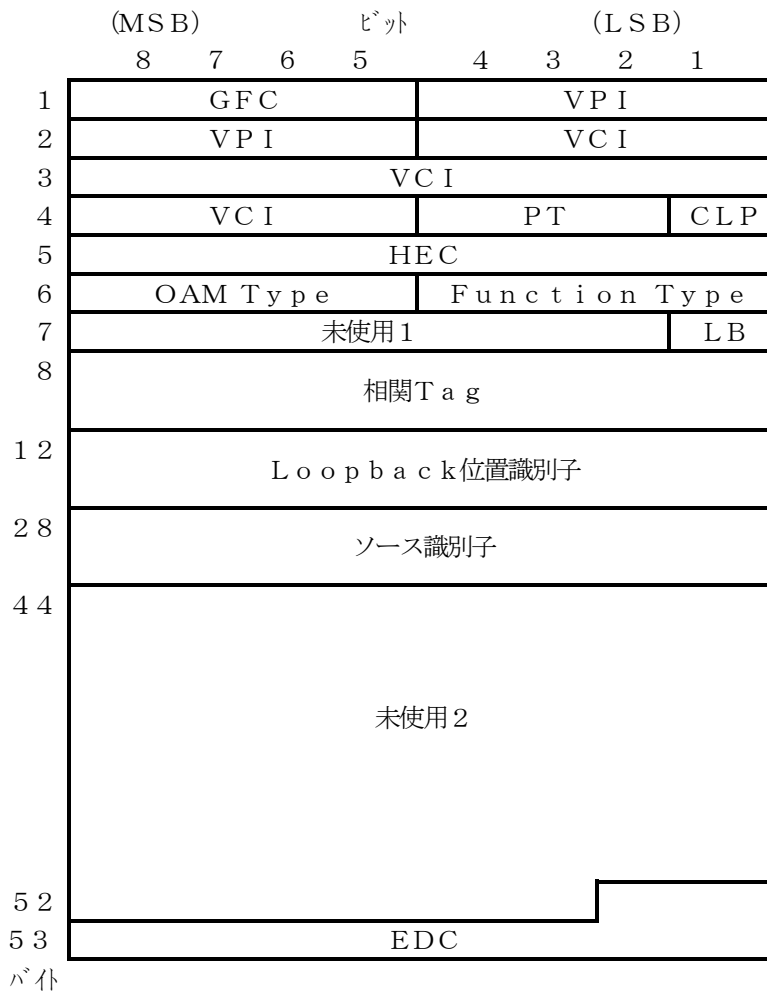 (MSB) ビット (LSB)
8 7 6 5 4 3 2 1
1 GFC VPI
2 VPI VCI
3 VCI
4 VCI PT CLP
5 HEC
6 OAM Type Function Type
7 未使用1 LB
8 相関Tag
12 Loopback位置識別子
28 ソース識別子
44
未使用2
52
53 EDC
バイト